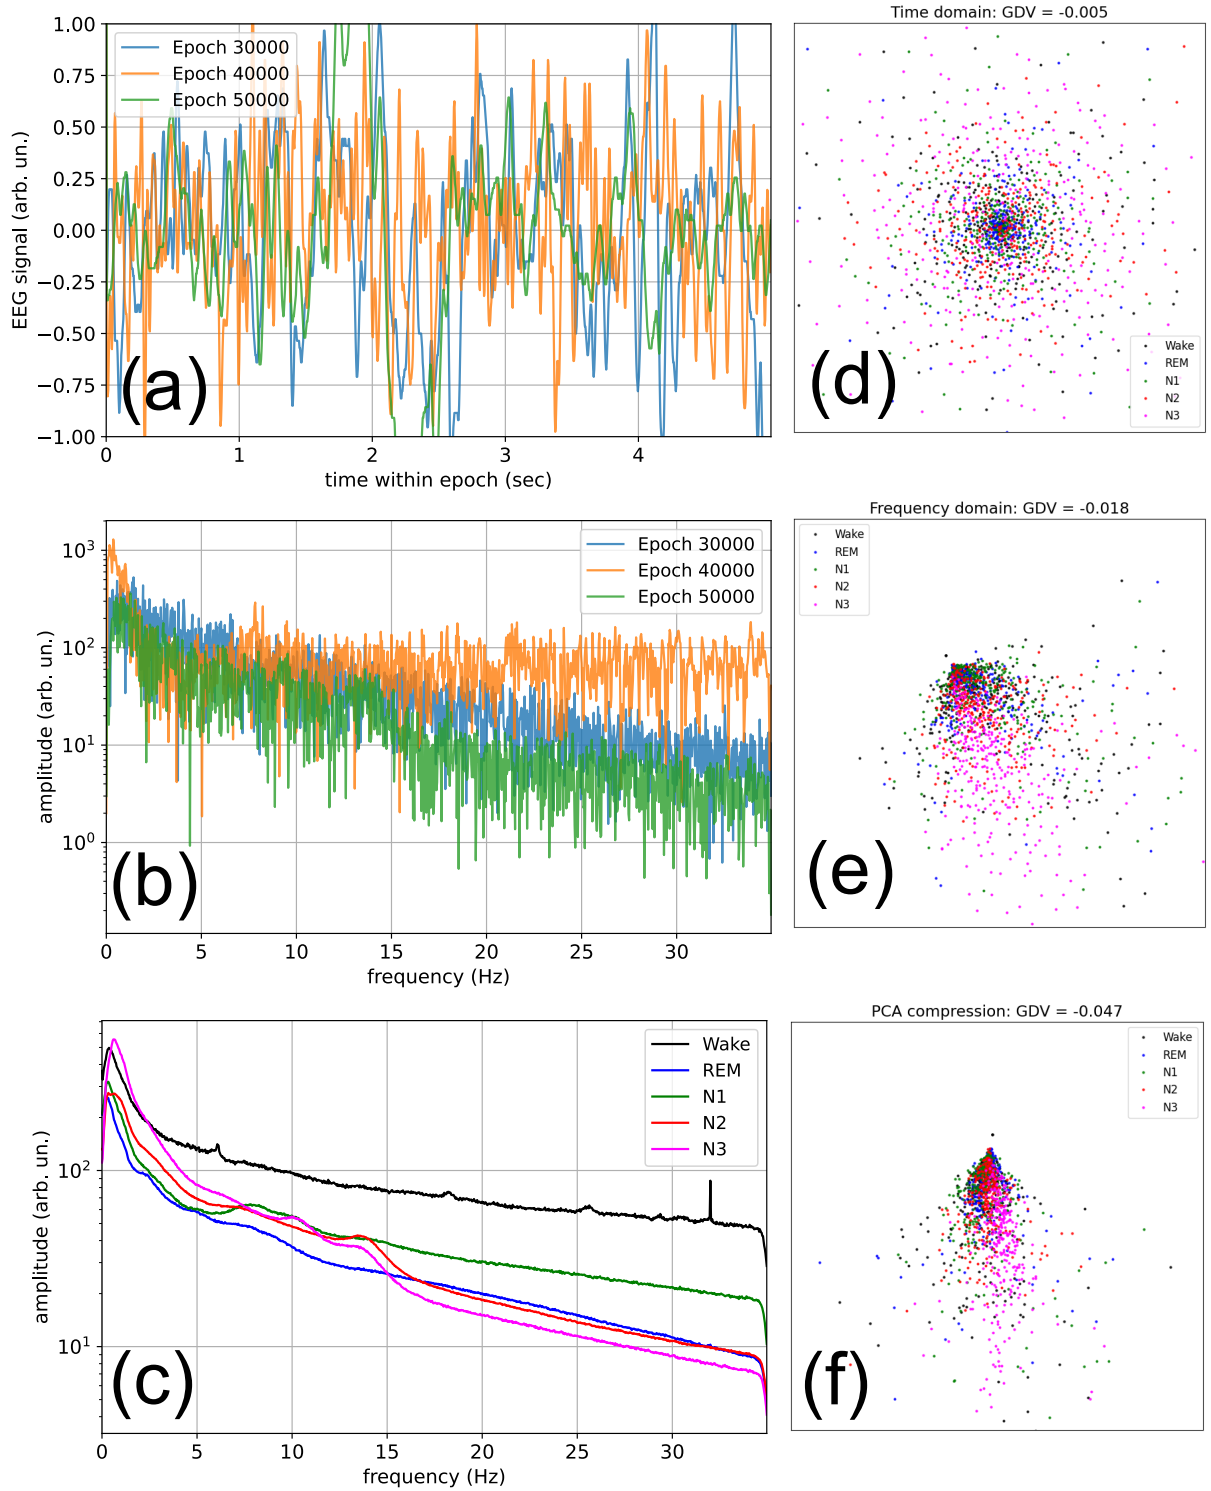 1.00
0.75
0.50
0.25
0.00
−0.25
−0.50
−0.75
−1.00
EEG signal (arb. un.)
Epoch 30000
Epoch 40000
Epoch 50000
(a)
0
1
2
3
4
time within epoch (sec)
Time domain: GDV = -0.005
(d)
Wake
REM
N1
N2
N3
10³
10²
10¹
10⁰
amplitude (arb. un.)
Epoch 30000
Epoch 40000
Epoch 50000
(b)
0
5
10
15
20
25
30
frequency (Hz)
Frequency domain: GDV = -0.018
Wake
REM
N1
N2
N3
(e)
10²
10¹
amplitude (arb. un.)
Wake
REM
N1
N2
N3
(c)
0
5
10
15
20
25
30
frequency (Hz)
PCA compression: GDV = -0.047
Wake
REM
N1
N2
N3
(f)